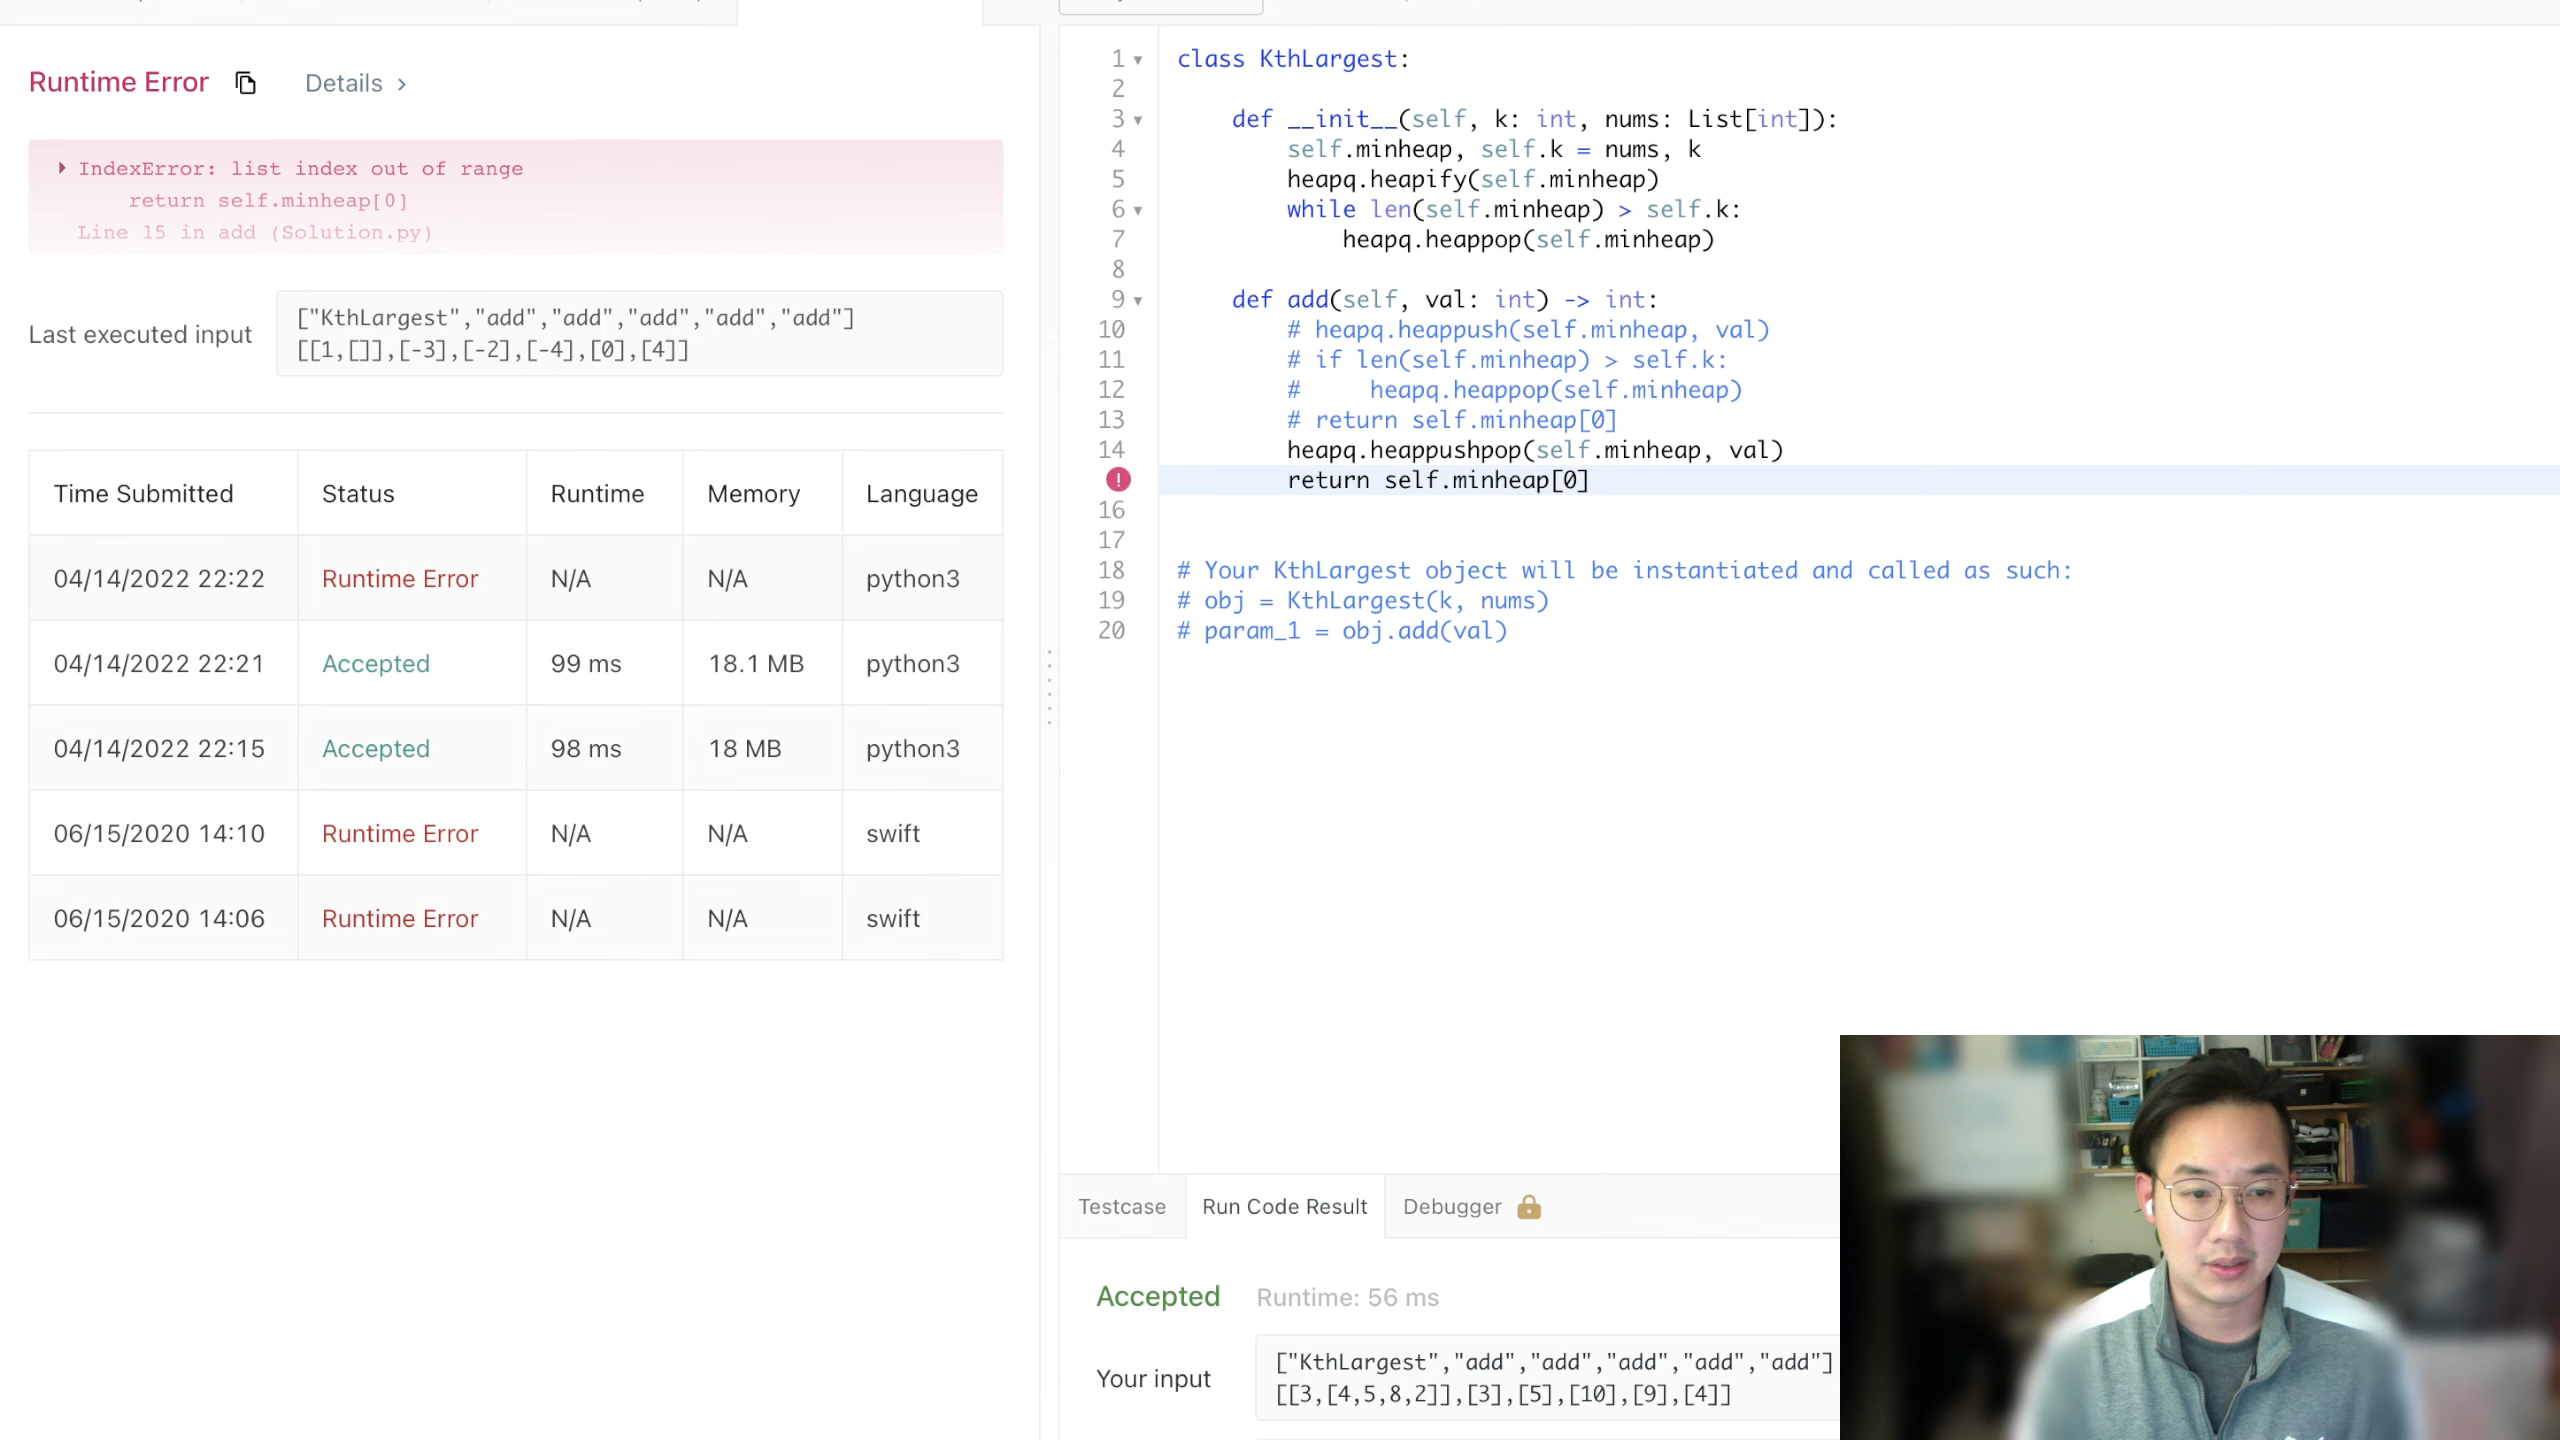 Runtime Error
Details
IndexError: list index out of range
return self.minheap[0]
Line 15 in add (Solution.py)
Last executed input
["KthLargest","add","add","add","add","add"]
[[1,[]],[-3],[-2],[-4],[0],[4]]
Time Submitted Status Runtime Memory Language
04/14/2022 22:22 Runtime Error N/A N/A python3
04/14/2022 22:21 Accepted 99 ms 18.1 MB python3
04/14/2022 22:15 Accepted 98 ms 18 MB python3
06/15/2020 14:10 Runtime Error N/A N/A swift
06/15/2020 14:06 Runtime Error N/A N/A swift
1 class KthLargest:
2
3 def __init__(self, k: int, nums: List[int]):
4 self.minheap, self.k = nums, k
5 heapq.heapify(self.minheap)
6 while len(self.minheap) > self.k:
7 heapq.heappop(self.minheap)
8
9 def add(self, val: int) -> int:
10 # heapq.heappush(self.minheap, val)
11 # if len(self.minheap) > self.k:
12 # heapq.heappop(self.minheap)
13 # return self.minheap[0]
14 heapq.heappushpop(self.minheap, val)
! return self.minheap[0]
16
17
18 # Your KthLargest object will be instantiated and called as such:
19 # obj = KthLargest(k, nums)
20 # param_1 = obj.add(val)
Testcase Run Code Result Debugger
Accepted Runtime: 56 ms
Your input
["KthLargest","add","add","add","add","add"]
[[3,[4,5,8,2]],[3],[5],[10],[9],[4]]